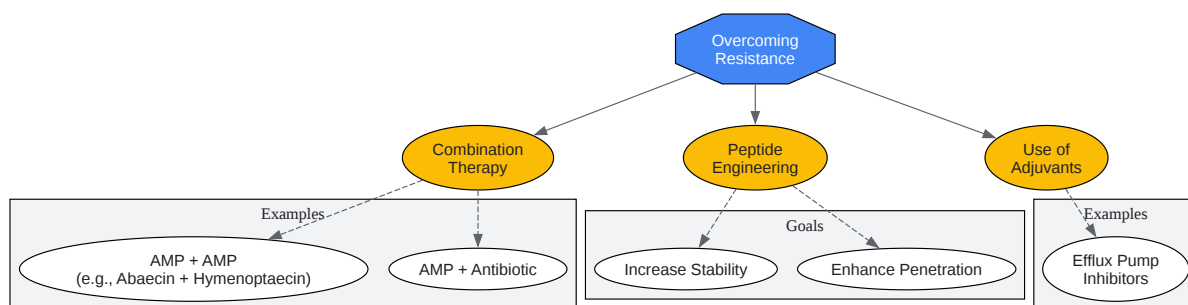 Overcoming
Resistance
Combination
Therapy
Peptide
Engineering
Use of
Adjuvants
Examples
Goals
Examples
AMP + AMP
(e.g., Abaecin + Hymenoptaecin)
AMP + Antibiotic
Increase Stability
Enhance Penetration
Efflux Pump
Inhibitors